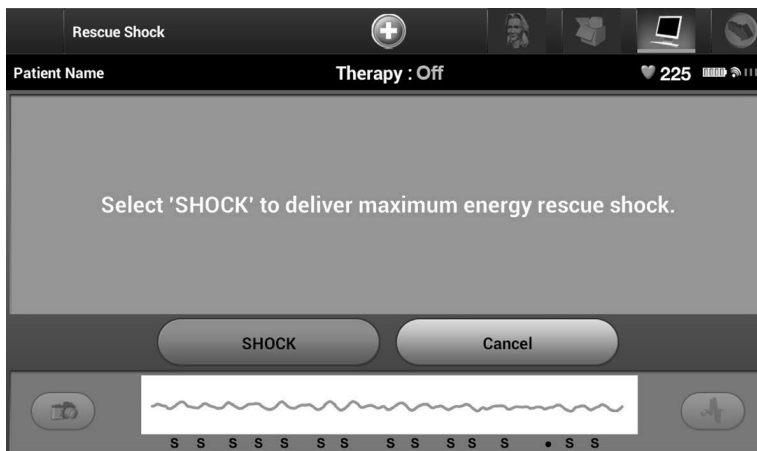 Rescue Shock
Patient Name Therapy : Off 225
Select 'SHOCK' to deliver maximum energy rescue shock.
SHOCK Cancel
S S S S S S S S S S S S • S S